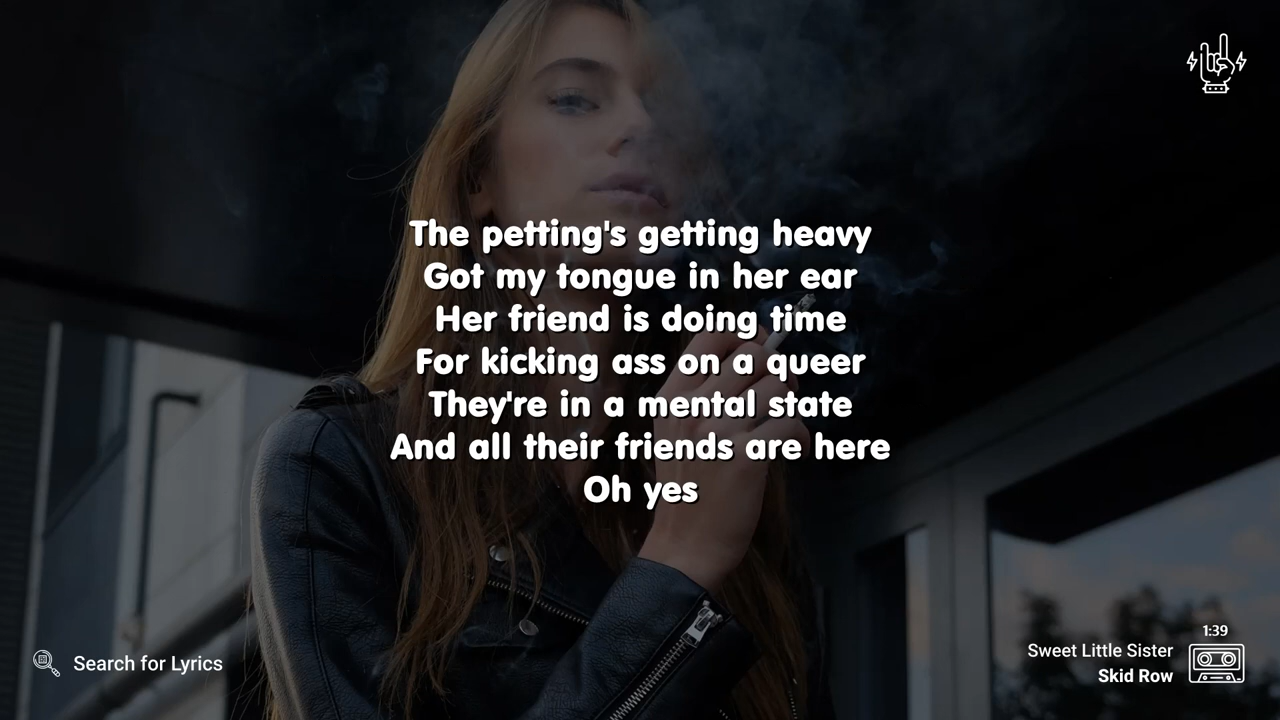 The petting's getting heavy
Got my tongue in her ear
Her friend is doing time
For kicking ass on a queer
They're in a mental state
And all their friends are here
Oh yes
1:39
Search for Lyrics
Sweet Little Sister
Skid Row